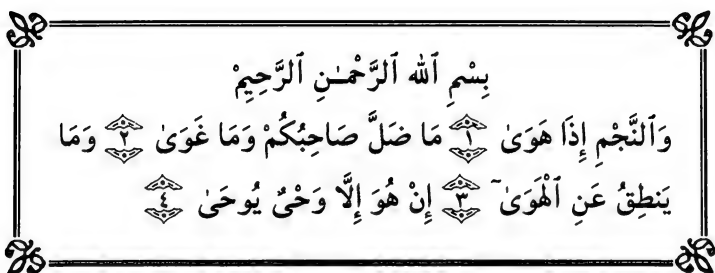 بِسْمِ ٱللَّه ٱلرَّحْمَـٰنِ ٱلرَّحِيمْ
وَٱلنَّجْمِ إِذَا هَوَىٰ ١ مَا ضَلَّ صَاحِبُكُمْ وَمَا غَوَىٰ ٢ وَمَا
يَنطِقُ عَنِ ٱلْهَوَىٰٓ ٣ إِنْ هُوَ إِلَّا وَحْىٌ يُوحَىٰ ٤